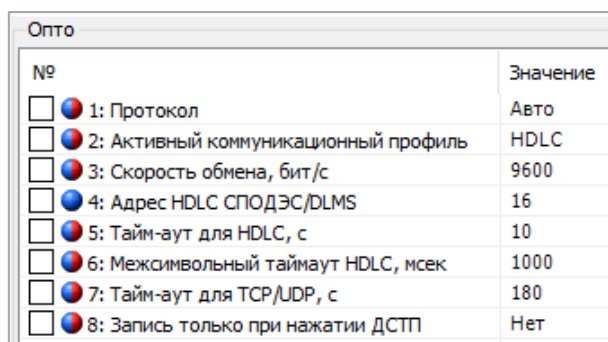 Опто
№ Значение
1: Протокол Авто
2: Активный коммуникационный профиль HDLC
3: Скорость обмена, бит/с 9600
4: Адрес HDLC СПОДЭС/DLMS 16
5: Тайм-аут для HDLC, с 10
6: Межсимвольный таймаут HDLC, мсек 1000
7: Тайм-аут для TCP/UDP, с 180
8: Запись только при нажатии ДСТП Нет